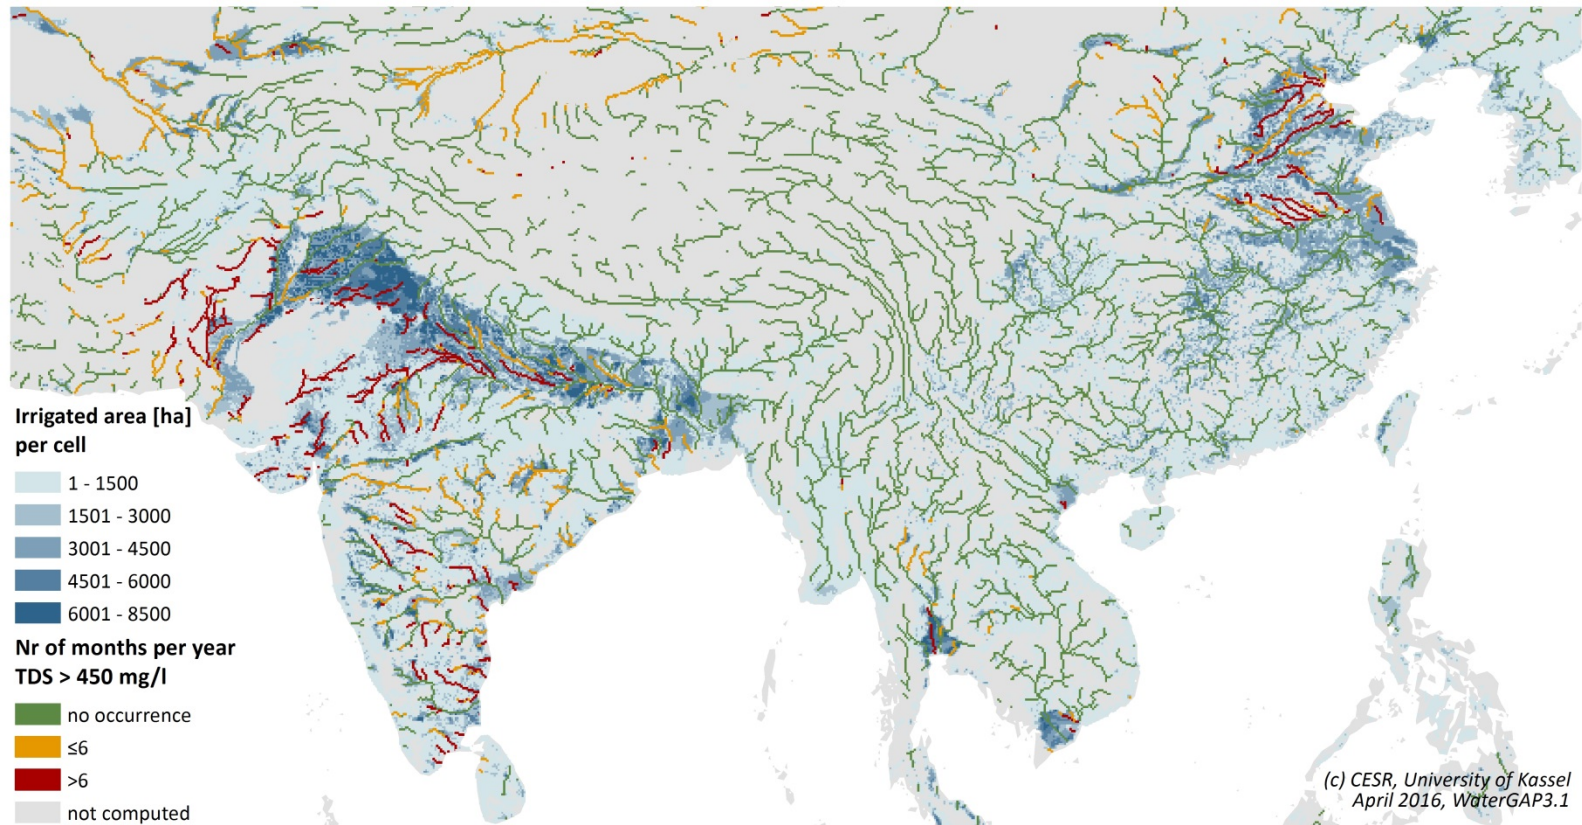 Irrigated area [ha]
per cell
1 - 1500
1501 - 3000
3001 - 4500
4501 - 6000
6001 - 8500
Nr of months per year
TDS > 450 mg/l
no occurrence
≤6
>6
not computed
(c) CESR, University of Kassel
April 2016, WaterGAP3.1